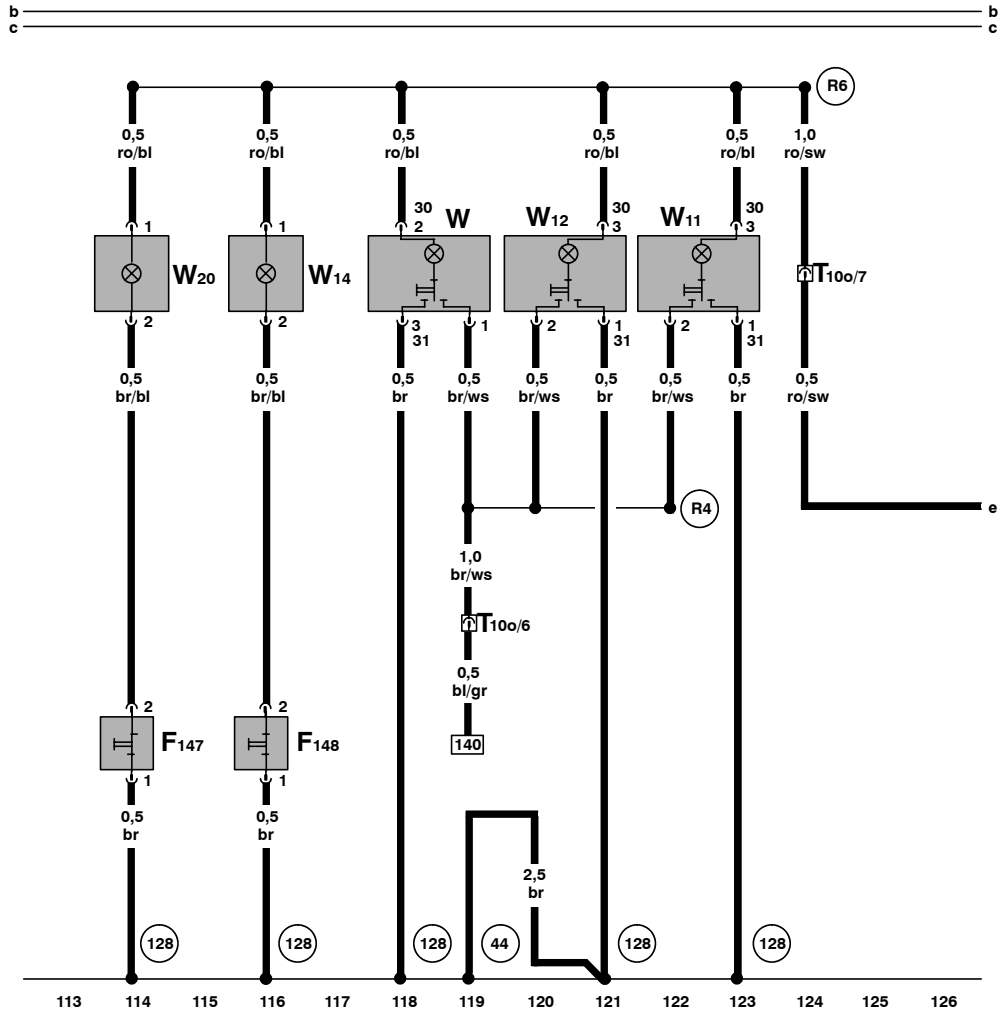 b b
c c
R6
0,5 0,5 0,5 0,5 0,5 1,0
ro/bl ro/bl ro/bl ro/bl ro/bl ro/sw
30 30 30
1 1 2 3 3
W W12 W11
W20 W14 T10o/7
2 2 3 1 2 1 2 1
31 31 31
0,5 0,5 0,5 0,5 0,5 0,5 0,5 0,5 0,5
br/bl br/bl br br/ws br/ws br br/ws br ro/sw
R4 e
1,0
br/ws
T10o/6
0,5
bl/gr
2 2
F147 F148 140
1 1
0,5 0,5
br br
2,5
br
128 128 128 44 128 128
113 114 115 116 117 118 119 120 121 122 123 124 125 126